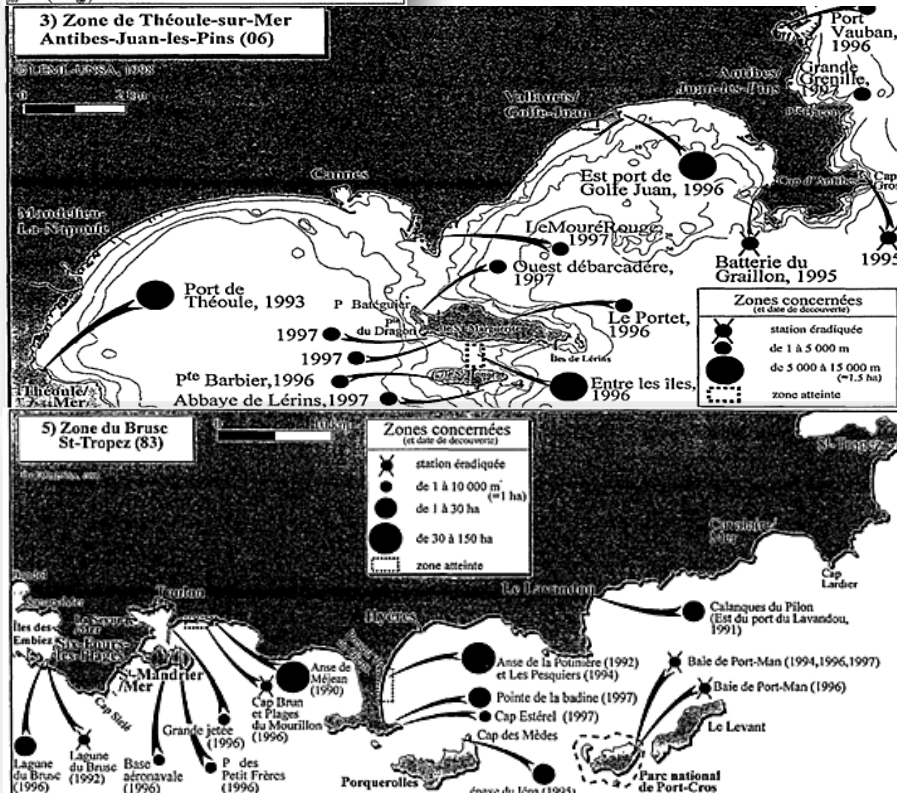 3) Zone de Théoule-sur-Mer
Antibes-Juan-les-Pins (06)
1998
0
Port
Vauban,
1996
Grande
Grenille,
1997
Antibes/
Juan-les-Pins
Vallauris/
Golfe-Juan
Est port de
Golfe Juan, 1996
Cap d'Antibes
Cap
Gros
1995
Cannes
Mandelieu-
La-Napoule
LeMouréRouge,
1997
Ouest débarcadère,
1997
Batterie du
Graillon, 1995
Port de
Théoule, 1993
P Batéguier
Pte
du Dragon
Le Portet,
1996
1997
1997
Îles de Lérins
Pte Barbier, 1996
Abbaye de Lérins, 1997
Entre les îles,
1996
Théoule/
Mer
Zones concernées
(et date de decouverte)
station éradiquée
de 1 à 5 000 m
de 5 000 à 15 000 m
(=1.5 ha)
zone atteinte
5) Zone du Brusc
St-Tropez (83)
Zones concernées
(et date de decouverte)
station éradiquée
de 1 à 10 000 m
(=1 ha)
de 1 à 30 ha
de 30 à 150 ha
zone atteinte
St-Tropez
Cavalaire/
Mer
Cap
Lardier
Le Lavandou
Toulon
Hyères
Îles des
Embiez
Six-Fours-
les-Plages
St-Mandrier
/Mer
Cap Sicié
Calanques du Pilon
(Est du port du Lavandou,
1991)
Anse de
Méjean
(1990)
Anse de la Potinière (1992)
et Les Pesquiers (1994)
Baie de Port-Man (1994,1996,1997)
Baie de Port-Man (1996)
Pointe de la badine (1997)
Cap Estérel (1997)
Cap Brun
et Plages
du Mourillon
(1996)
Grande jetée
(1996)
Cap des Mèdes
Le Levant
Lagune
du Brusc
(1996)
Lagune
du Brusc
(1992)
Base
aéronavale
(1996)
P des
Petit Frères
(1996)
Porquerolles
Parc national
de Port-Cros